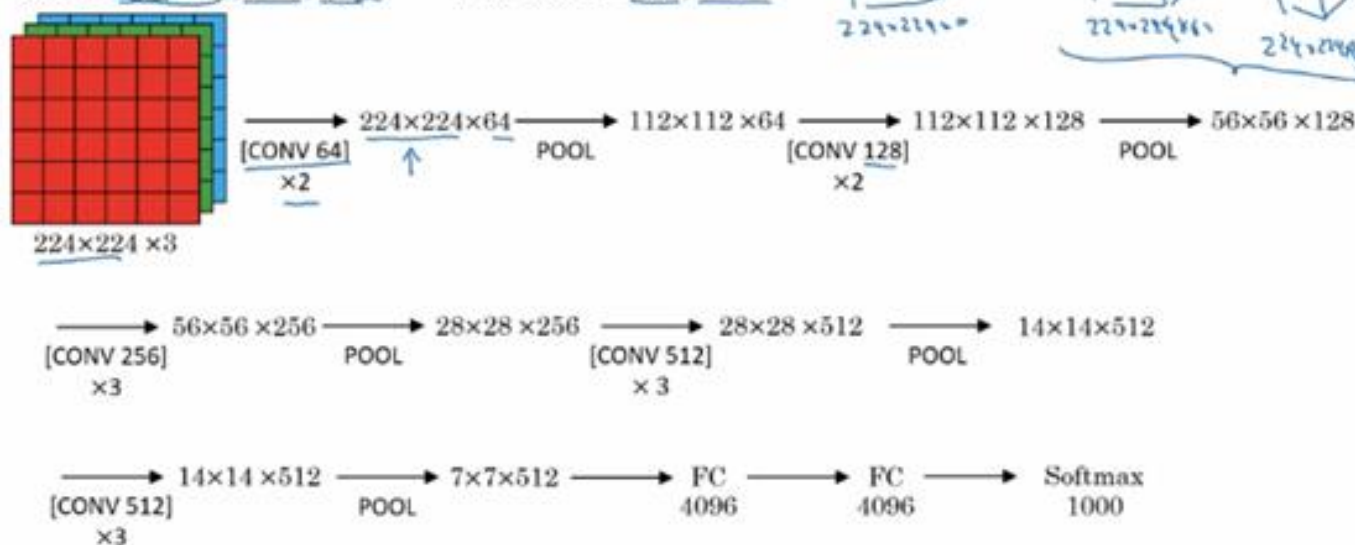 224×224 ×3
[CONV 64]
×2
224×224×64
POOL
112×112 ×64
[CONV 128]
×2
112×112 ×128
POOL
56×56 ×128
[CONV 256]
×3
56×56 ×256
POOL
28×28 ×256
[CONV 512]
× 3
28×28 ×512
POOL
14×14×512
[CONV 512]
×3
14×14 ×512
POOL
7×7×512
FC
4096
FC
4096
Softmax
1000